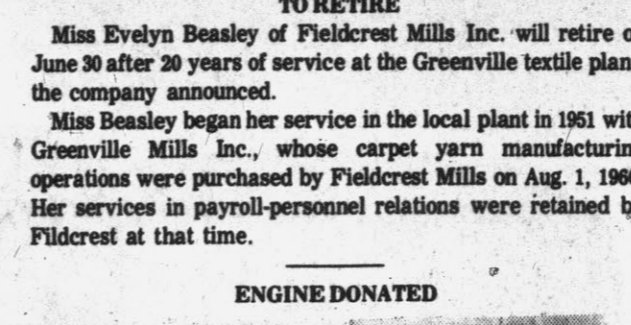 TO RETIRE
Miss Evelyn Beasley of Fieldcrest Mills Inc. will retire o
June 30 after 20 years of service at the Greenville textile plan
the company announced.
Miss Beasley began her service in the local plant in 1951 wit
Greenville Mills Inc., whose carpet yarn manufacturin
operations were purchased by Fieldcrest Mills on Aug. 1, 196
Her services in payroll-personnel relations were retained b
Fildcrest at that time.
ENGINE DONATED